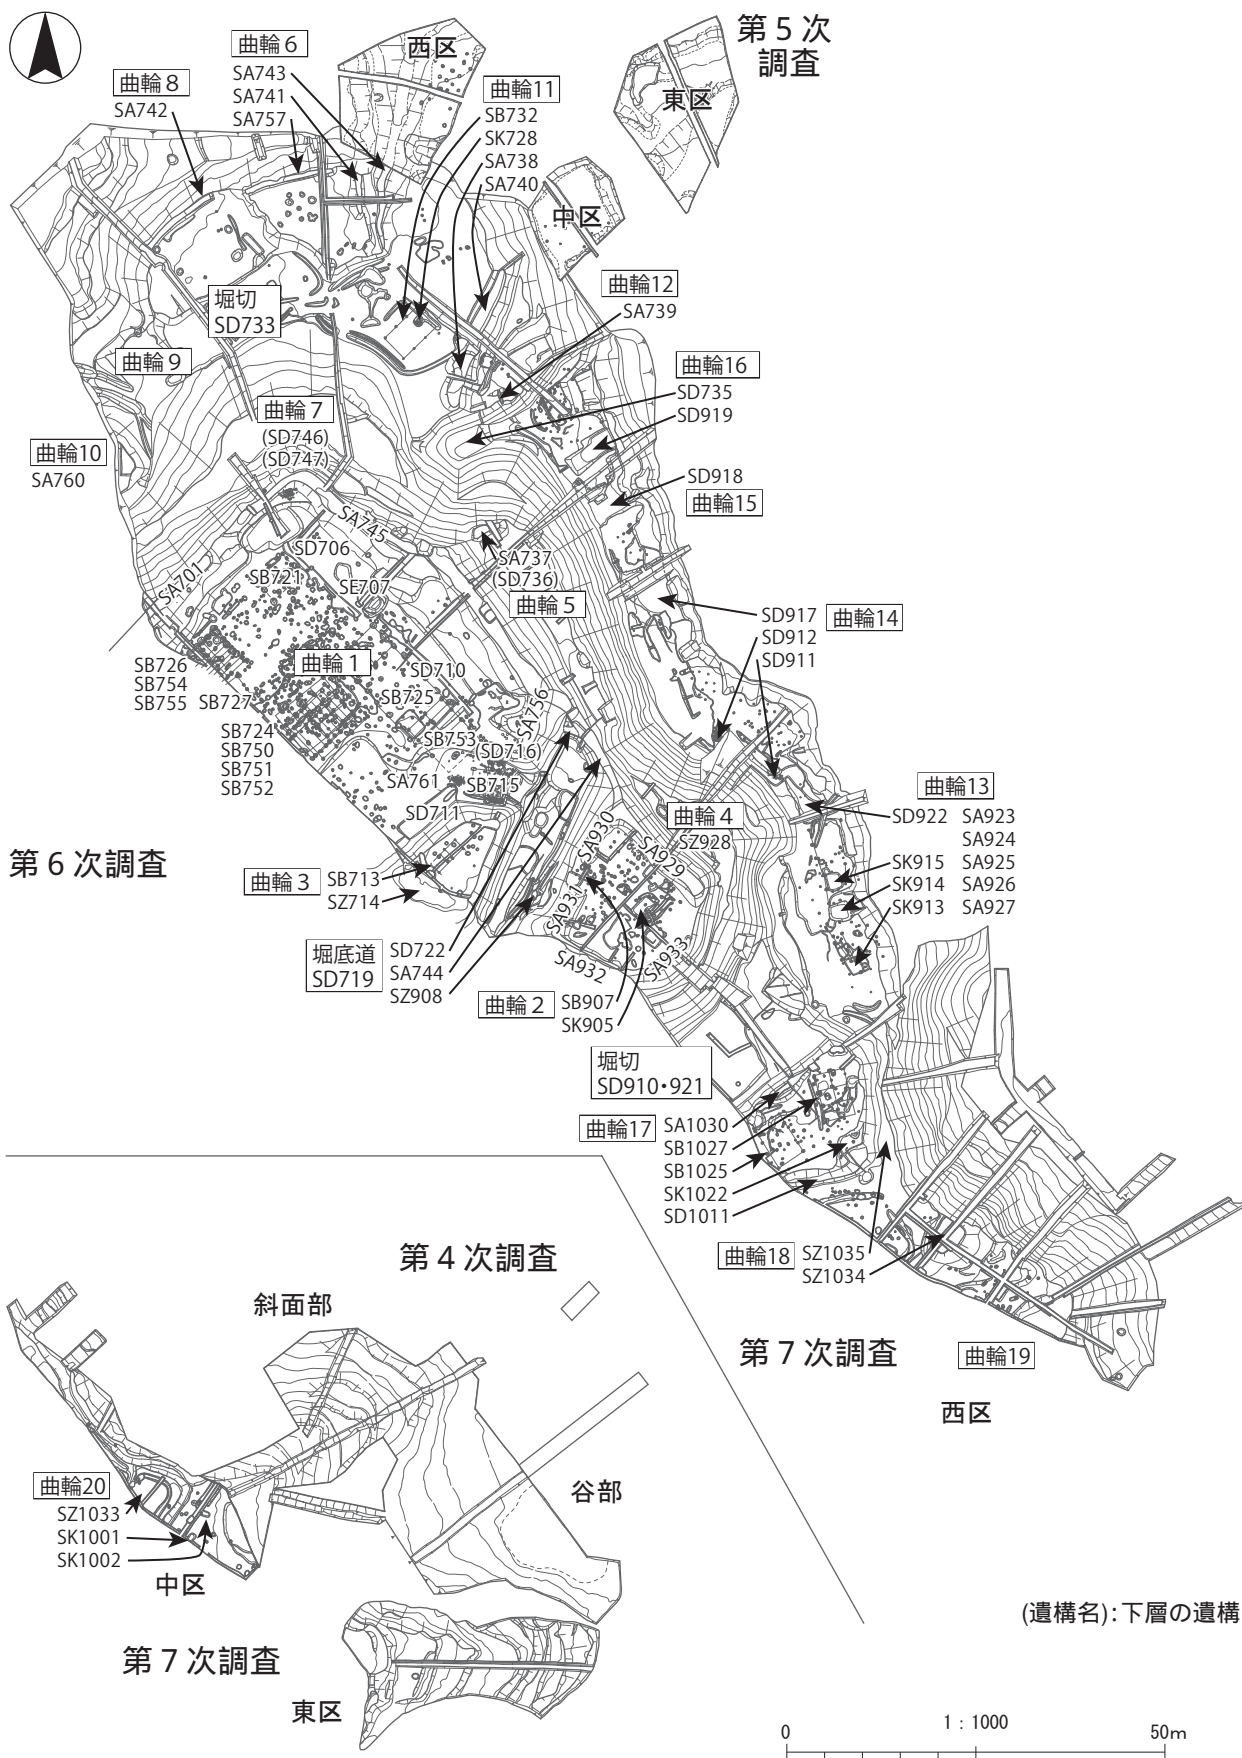 第５次
調査
西区
東区
中区
曲輪６
SA743
SA741
SA757
曲輪８
SA742
曲輪11
SB732
SK728
SA738
SA740
曲輪12
SA739
堀切
SD733
曲輪９
曲輪16
SD735
SD919
曲輪７
(SD746)
(SD747)
曲輪10
SA760
SD918
曲輪15
SA745
SD706
SA737
(SD736)
SA701
SB721
SE707
曲輪５
SD917
曲輪14
SD912
SD911
曲輪１
SB726
SB754
SB755
SB727
SD710
SB725
SA756
SB724
SB750
SB751
SB752
SB753
(SD716)
SA761
SB715
SD711
曲輪４
SZ928
曲輪13
SD922
SA923
SA924
SK915
SA925
SK914
SA926
SK913
SA927
第６次調査
SA930
SA929
曲輪３
SB713
SZ714
SA931
SA932
SA933
堀底道
SD719
SD722
SA744
SZ908
曲輪２
SB907
SK905
堀切
SD910・921
曲輪17
SA1030
SB1027
SB1025
SK1022
SD1011
曲輪18
SZ1035
SZ1034
第７次調査
曲輪19
西区
第４次調査
斜面部
谷部
曲輪20
SZ1033
SK1001
SK1002
中区
第７次調査
東区
(遺構名)：下層の遺構
0
1：1000
50m